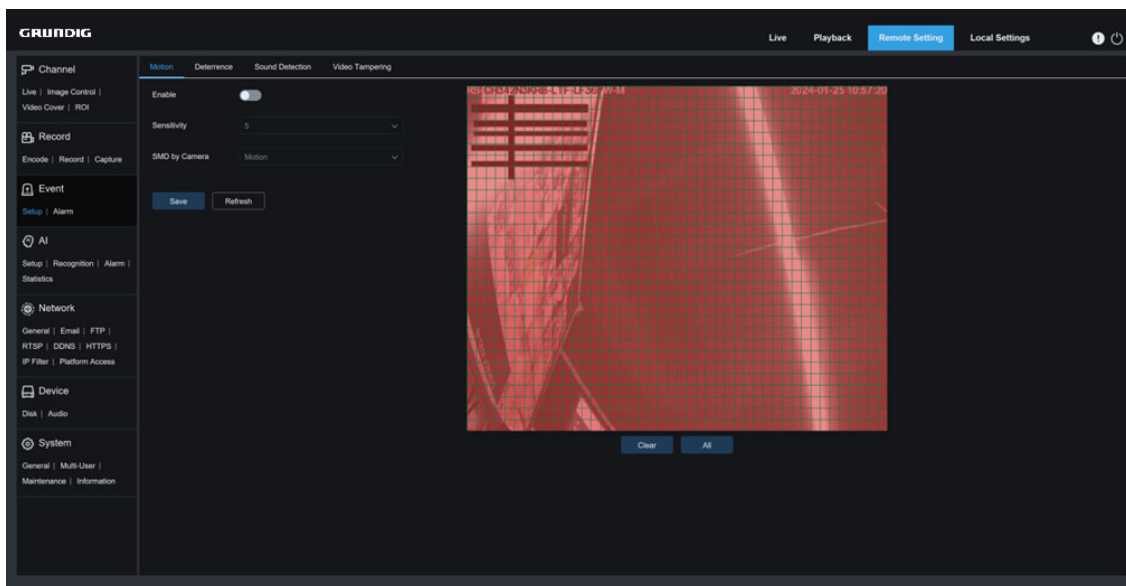 GRUNDIG
Live Playback Remote Setting Local Settings
Channel
Live | Image Control |
Video Cover | ROI
Record
Encode | Record | Capture
Event
Setup | Alarm
AI
Setup | Recognition | Alarm |
Statistics
Network
General | Email | FTP |
RTSP | DDNS | HTTPS |
IP Filter | Platform Access
Device
Disk | Audio
System
General | Multi-User |
Maintenance | Information
Motion Deterrence Sound Detection Video Tampering
Enable
Sensitivity 5
SMD by Camera Motion
Save Refresh
2024-01-25 10:57:20
Clear All